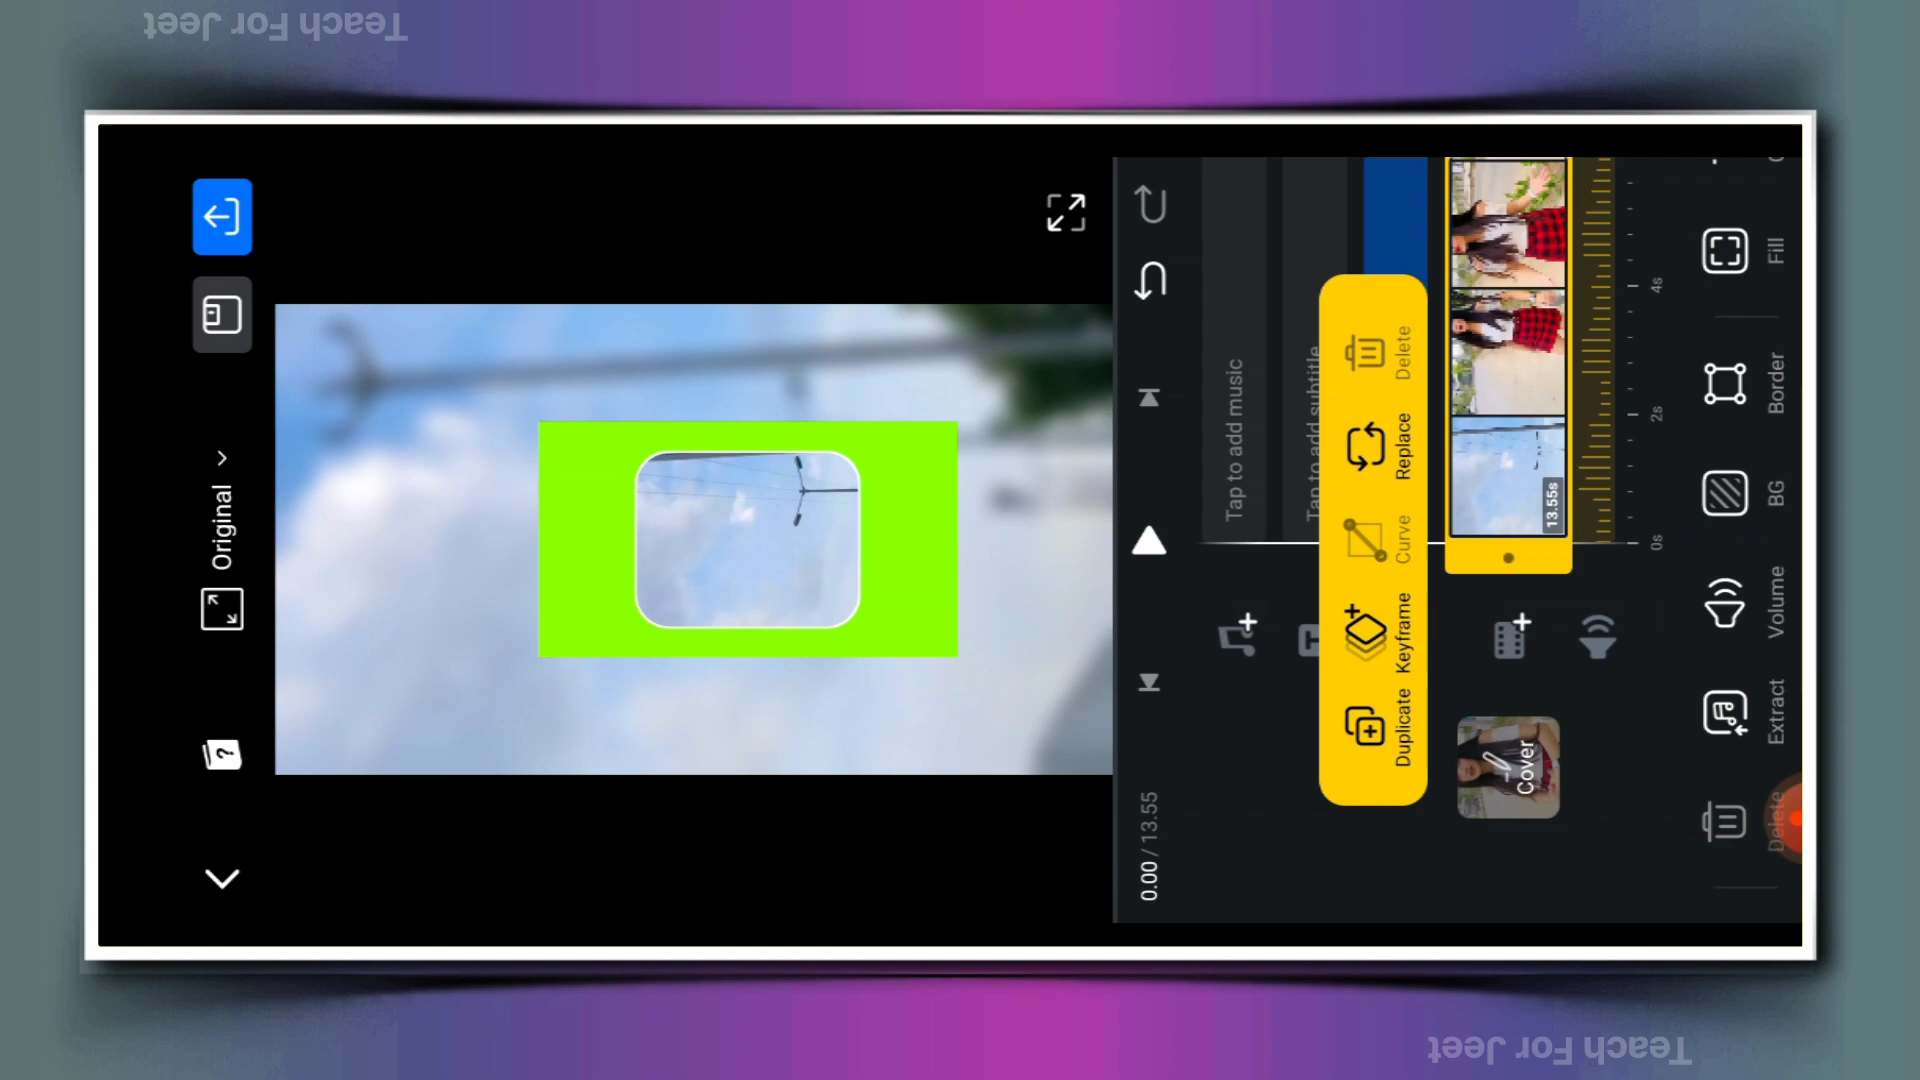 Teach For Jeet
Original
?
0.00 / 13.55
Tap to add music
Tap to add subtitle
Duplicate
Keyframe
Curve
Replace
Delete
Cover
13.55s
0s
2s
4s
Delete
Extract
Volume
BG
Border
Fill
Teach For Jeet